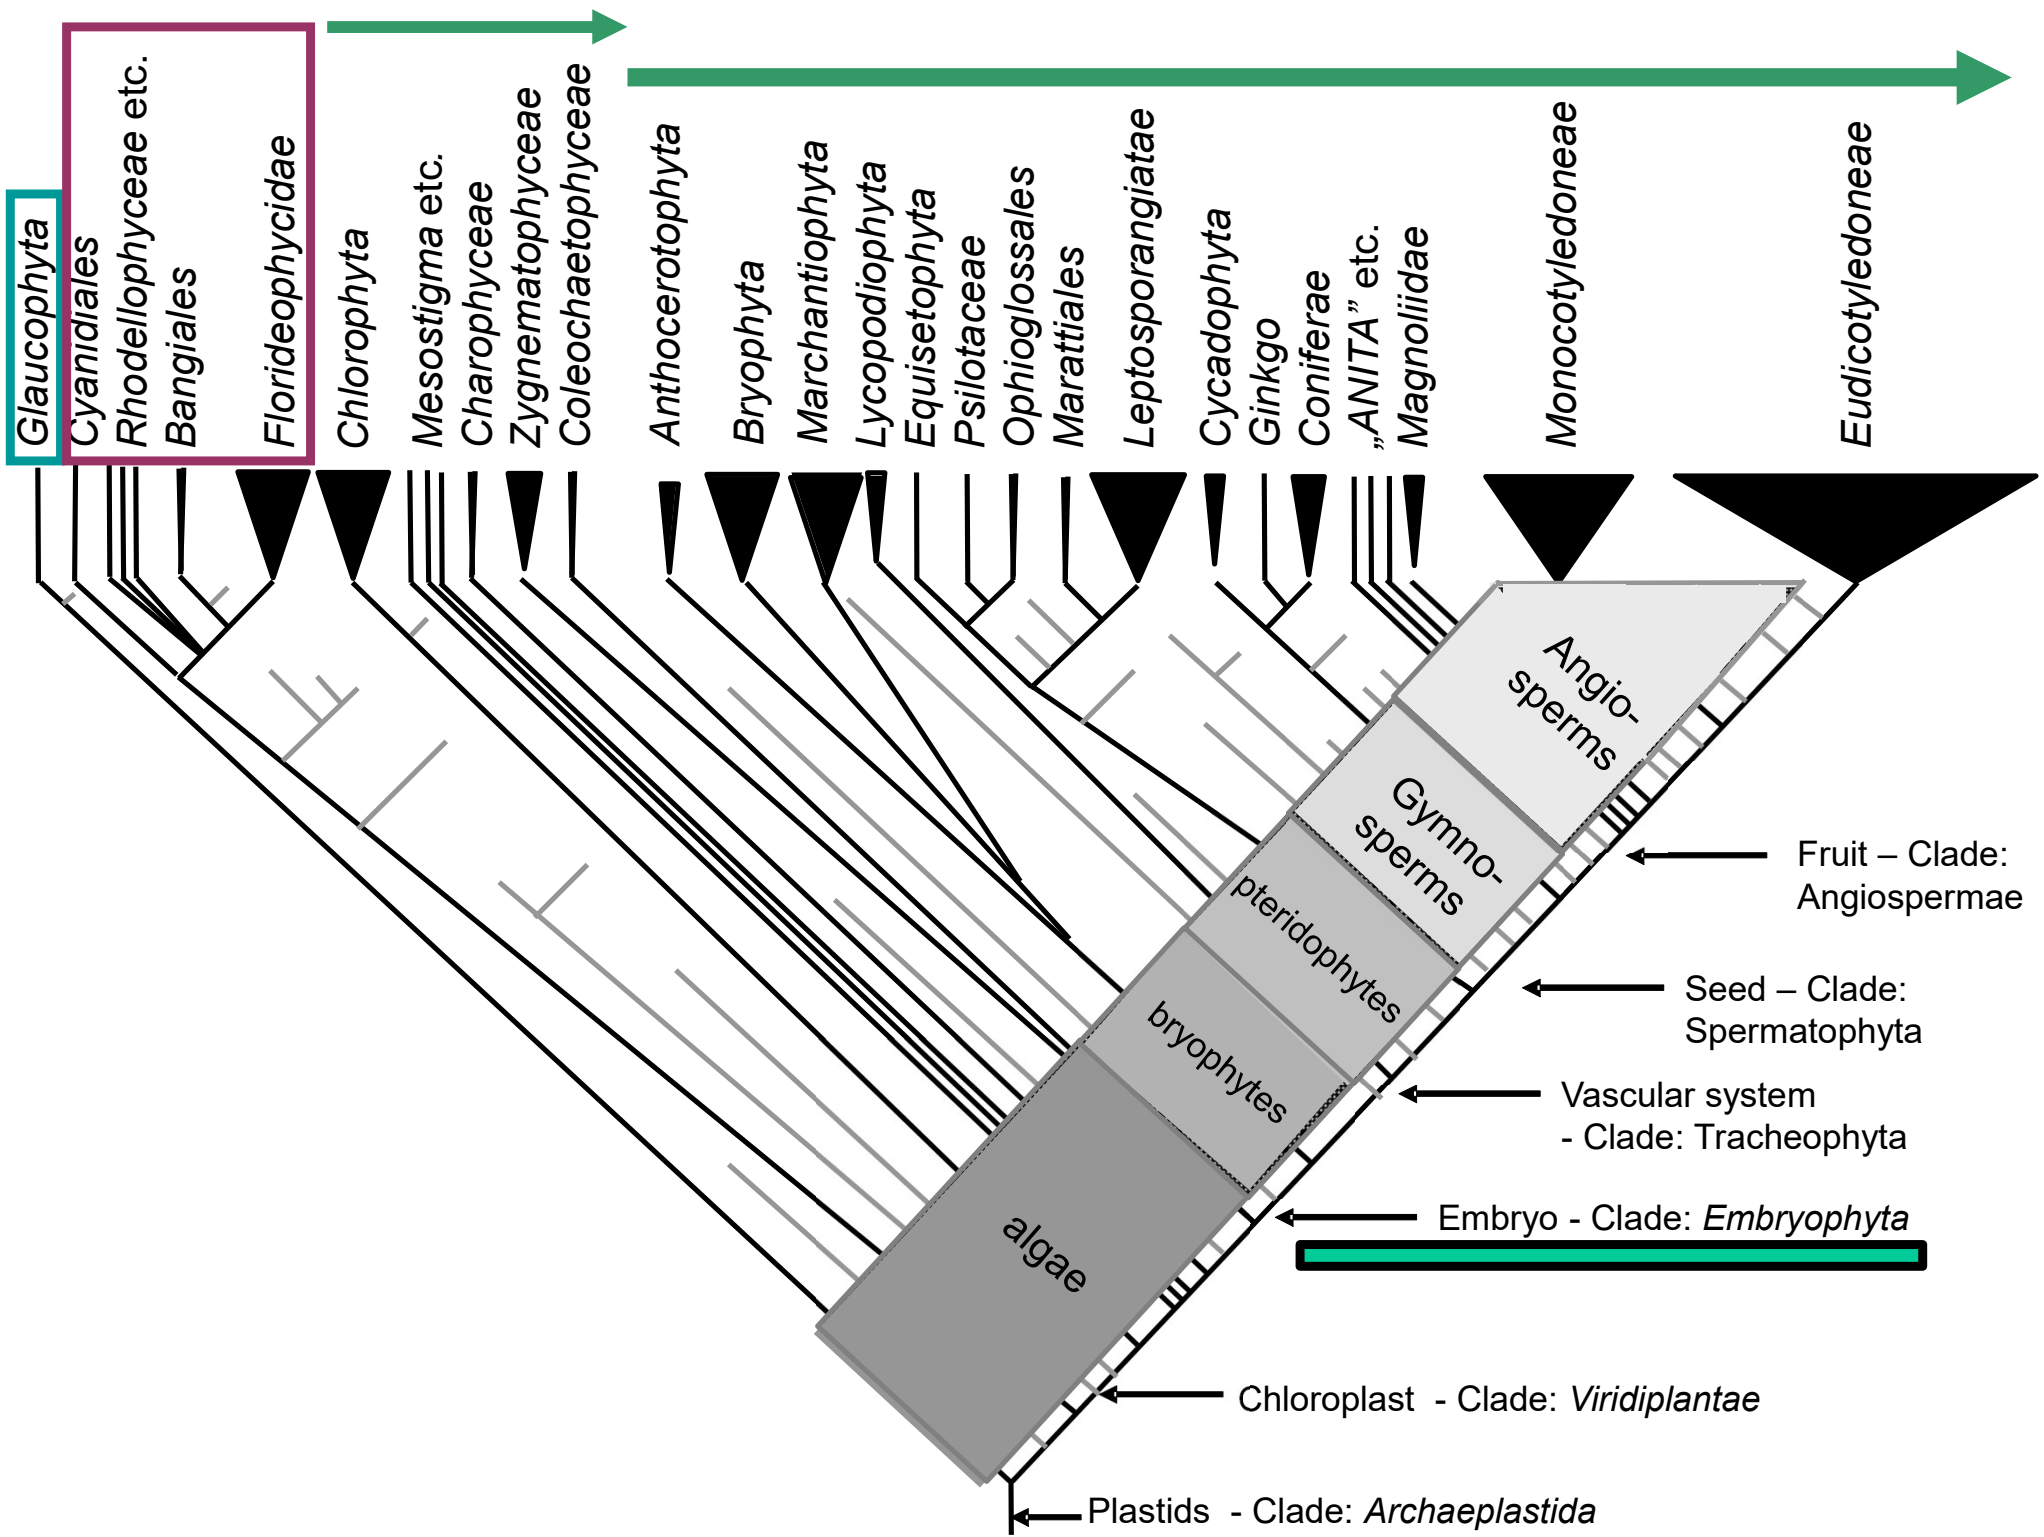 Glaucophyta
Cyanidiales
Rhodellophyceae etc.
Bangiales
Florideophycidae
Chlorophyta
Mesostigma etc.
Charophyceae
Zygnematophyceae
Coleochaetophyceae
Anthocerotophyta
Bryophyta
Marchantiophyta
Lycopodiophyta
Equisetophyta
Psilotaceae
Ophioglossales
Marattiales
Leptosporangiatae
Cycadophyta
Ginkgo
Coniferae
„ANITA” etc.
Magnoliidae
Monocotyledoneae
Eudicotyledoneae
Angio-
sperms
Gymno-
sperms
pteridophytes
bryophytes
algae
Fruit – Clade:
Angiospermae
Seed – Clade:
Spermatophyta
Vascular system
- Clade: Tracheophyta
Embryo - Clade: Embryophyta
Chloroplast - Clade: Viridiplantae
Plastids - Clade: Archaeplastida